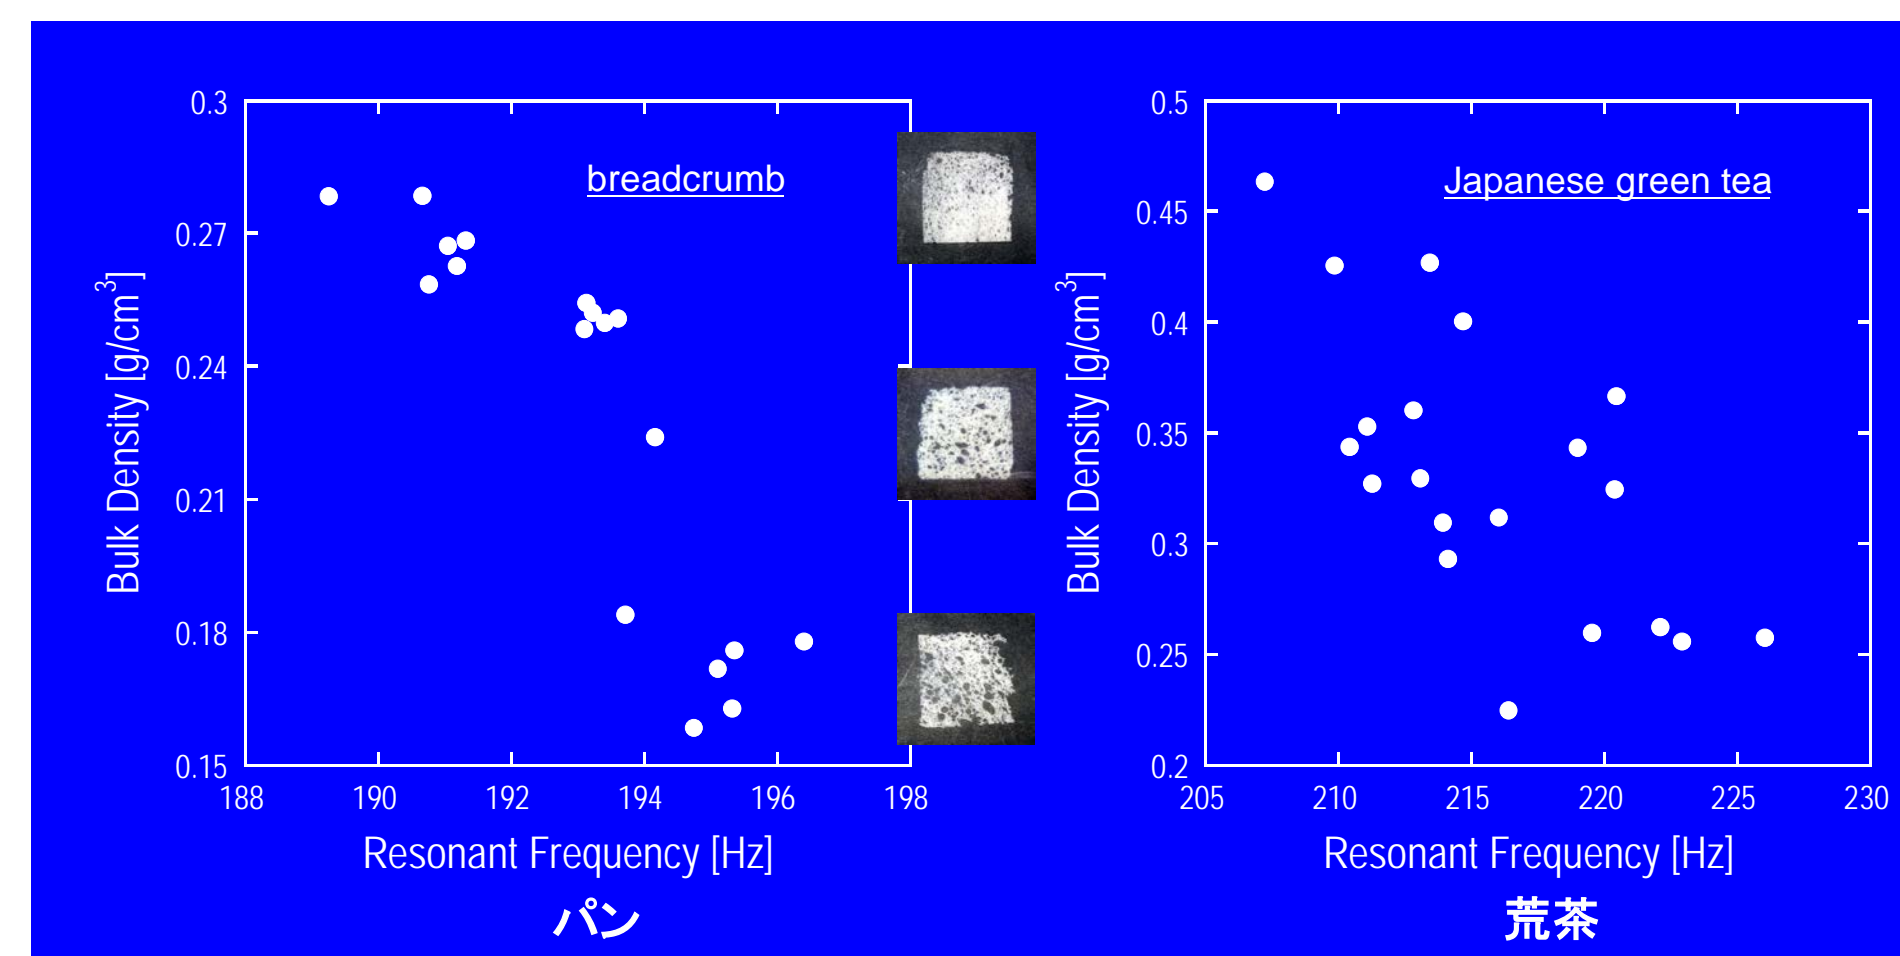 breadcrumb
0.3
0.27
0.24
0.21
0.18
0.15
Bulk Density [g/cm³]
188 190 192 194 196 198
Resonant Frequency [Hz]
パン
Japanese green tea
0.5
0.45
0.4
0.35
0.3
0.25
0.2
Bulk Density [g/cm³]
205 210 215 220 225 230
Resonant Frequency [Hz]
荒茶